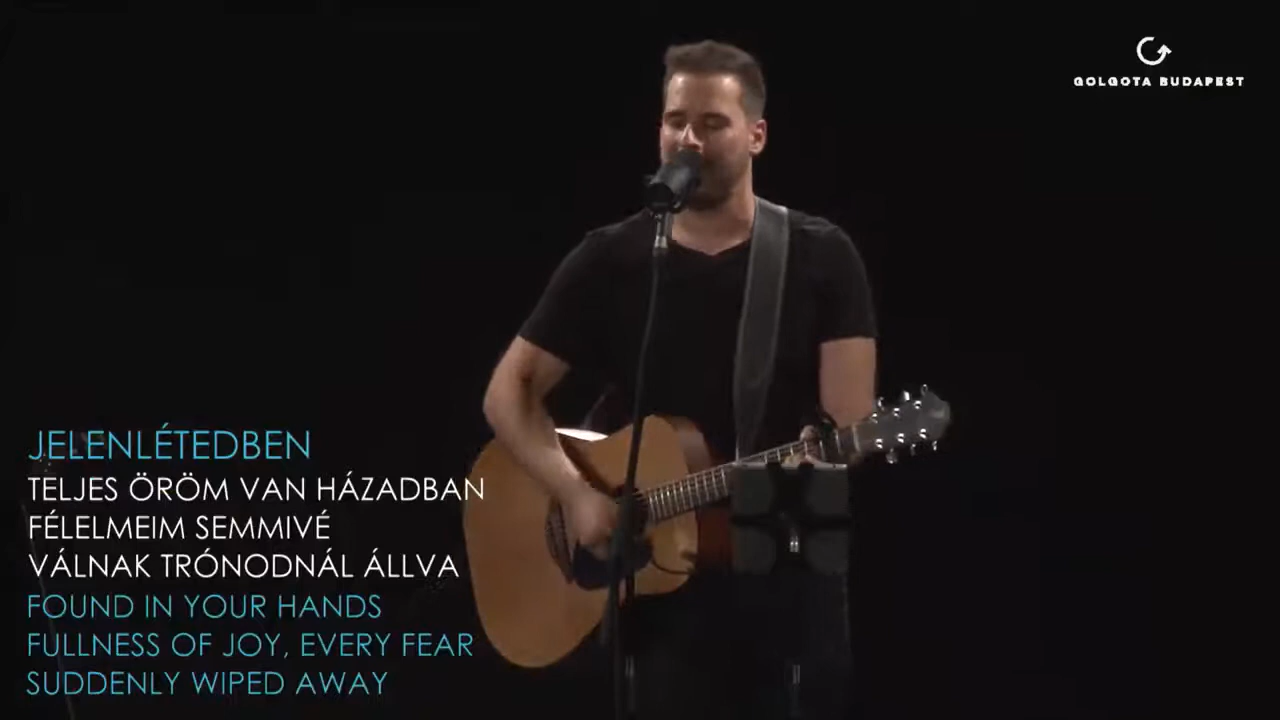 GOLGOTA BUDAPEST
JELENLÉTEDBEN
TELJES ÖRÖM VAN HÁZADBAN
FÉLELMEIM SEMMIVÉ
VÁLNAK TRÓNODNÁL ÁLLVA
FOUND IN YOUR HANDS
FULLNESS OF JOY, EVERY FEAR
SUDDENLY WIPED AWAY